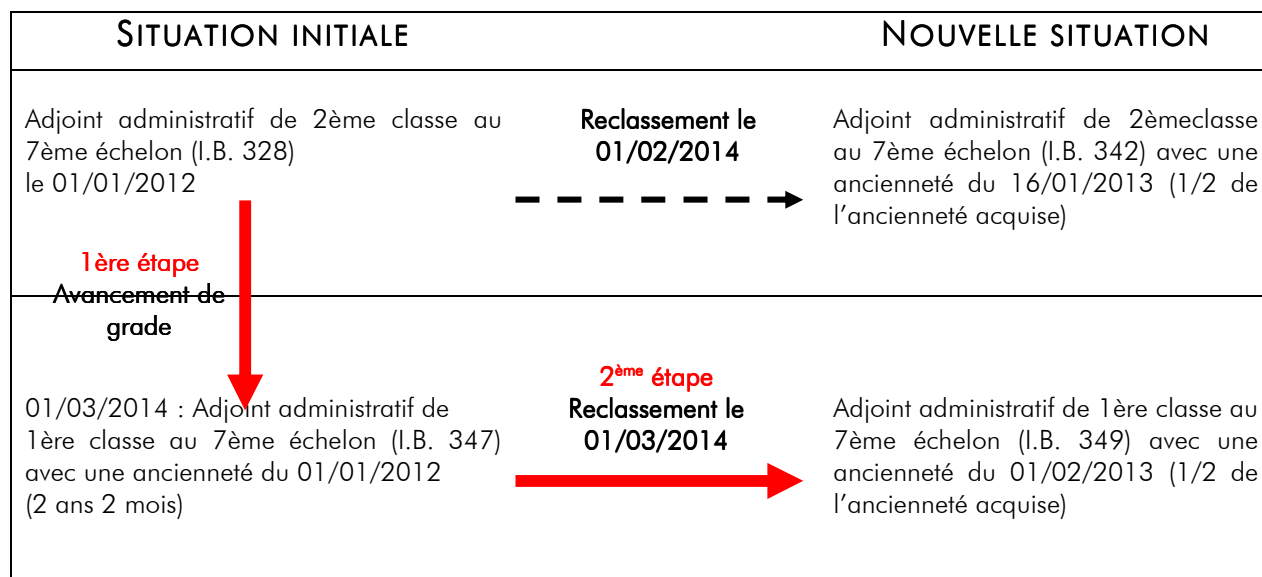 SITUATION INITIALE
NOUVELLE SITUATION
Adjoint administratif de 2ème classe au
7ème échelon (I.B. 328)
le 01/01/2012
Reclassement le
01/02/2014
Adjoint administratif de 2èmeclasse
au 7ème échelon (I.B. 342) avec une
ancienneté du 16/01/2013 (1/2 de
l'ancienneté acquise)
1ère étape
Avancement de
grade
01/03/2014 : Adjoint administratif de
1ère classe au 7ème échelon (I.B. 347)
avec une ancienneté du 01/01/2012
(2 ans 2 mois)
2ème étape
Reclassement le
01/03/2014
Adjoint administratif de 1ère classe au
7ème échelon (I.B. 349) avec une
ancienneté du 01/02/2013 (1/2 de
l'ancienneté acquise)